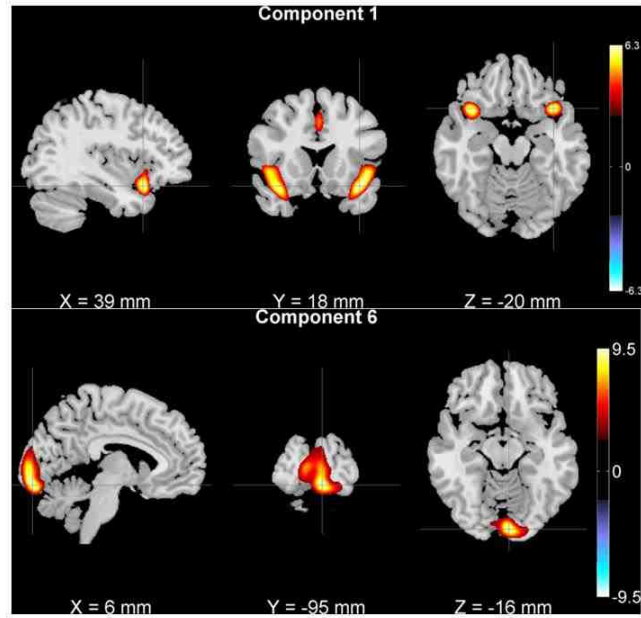 Component 1
6.3
0
-6.3
X = 39 mm
Y = 18 mm
Z = -20 mm
Component 6
9.5
0
-9.5
X = 6 mm
Y = -95 mm
Z = -16 mm